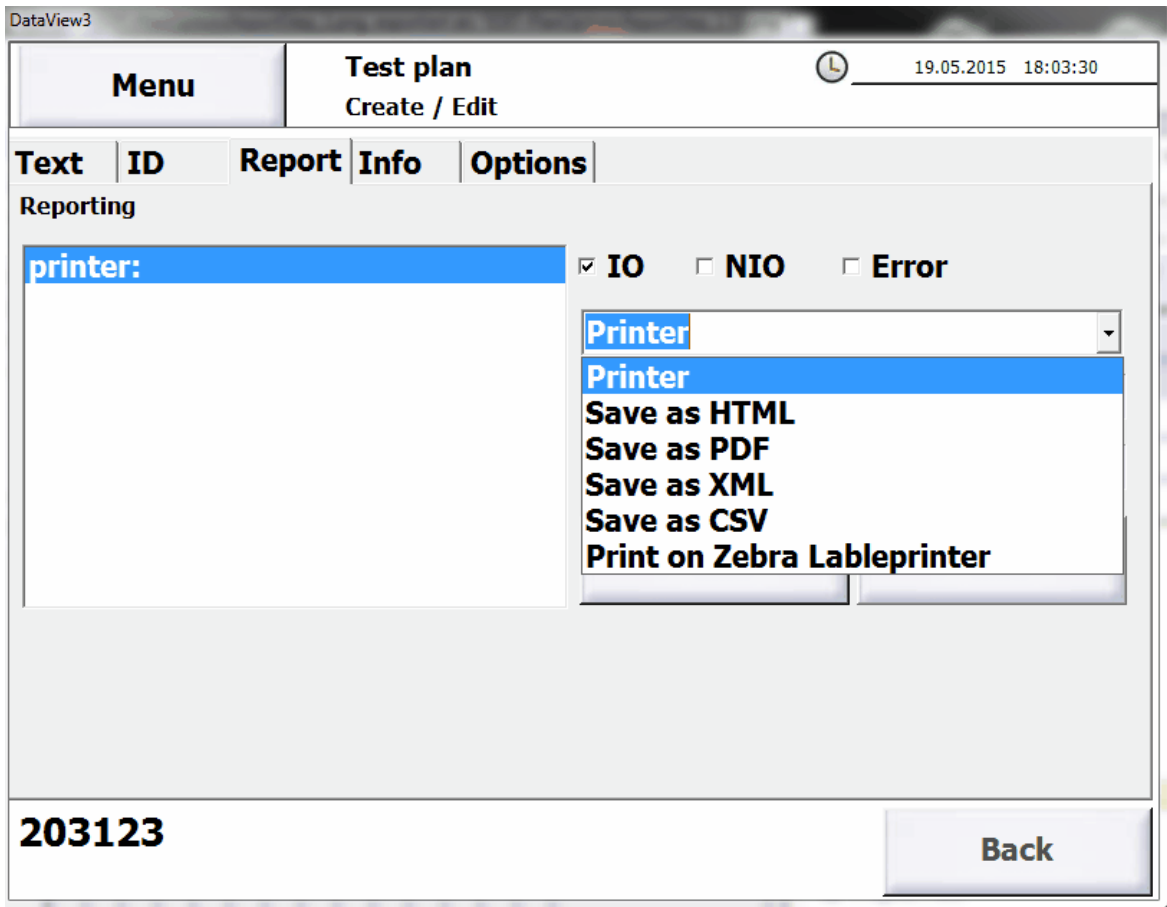 DataView3
Menu
Test plan
Create / Edit
19.05.2015 18:03:30
Text ID Report Info Options
Reporting
printer:
IO NIO Error
Printer
Printer
Save as HTML
Save as PDF
Save as XML
Save as CSV
Print on Zebra Lableprinter
203123
Back